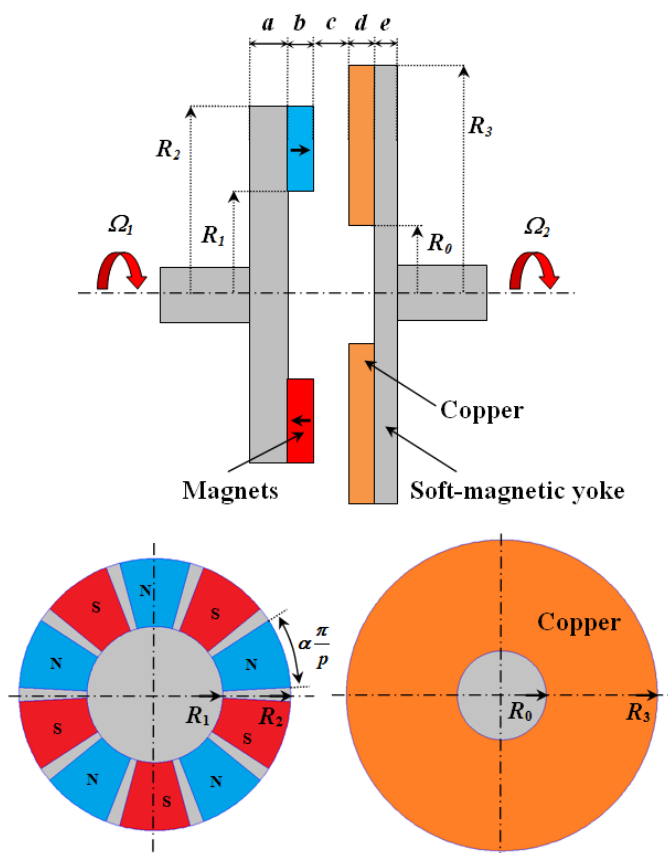 a b c d e
R2
R3
Ω1
R1
R0
Ω2
Copper
Magnets
Soft-magnetic yoke
N
S
S
N
N
α π/p
R1
R2
S
S
N
N
S
Copper
R0
R3